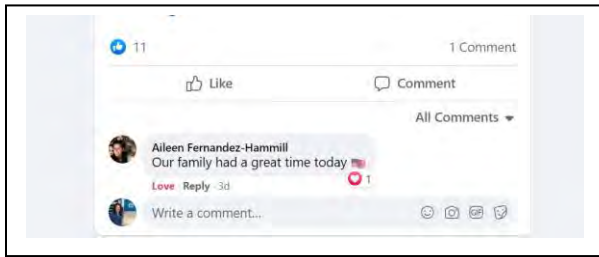 11 1 Comment
Like Comment
All Comments
Aileen Fernandez-Hammill
Our family had a great time today 🇺🇸
1
Love Reply 3d
Write a comment... GIF